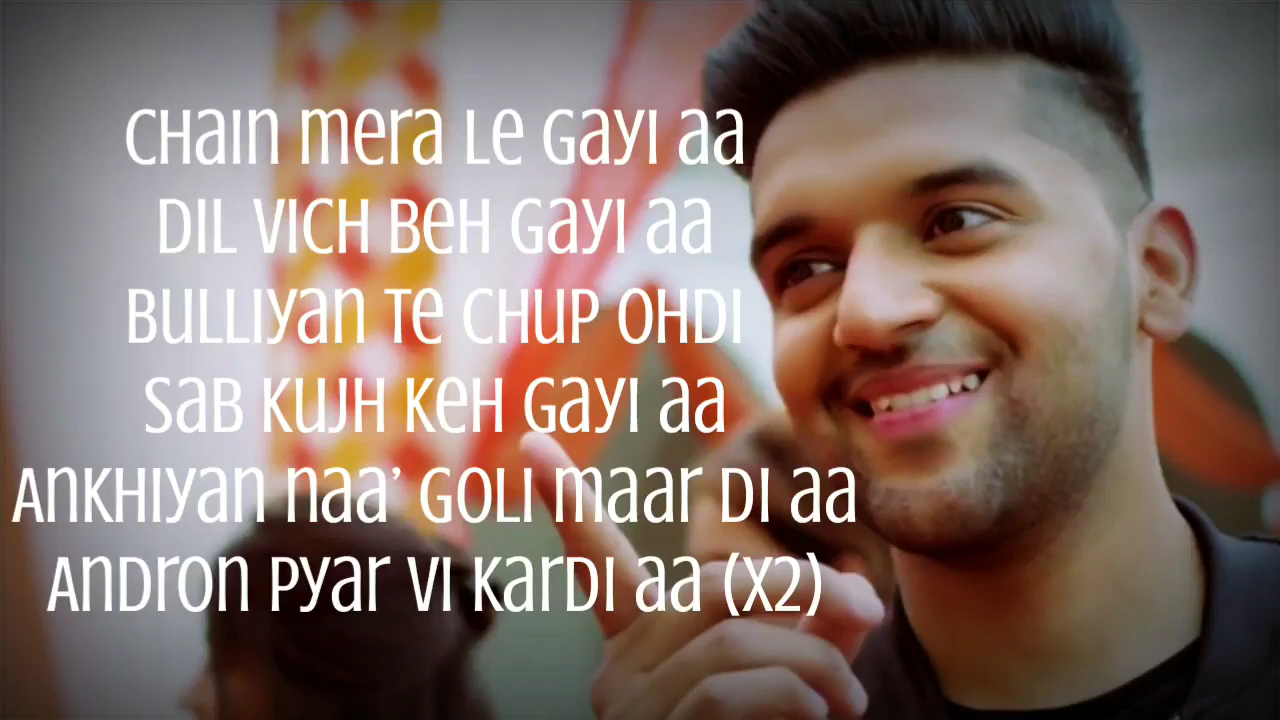 Chain mera le gayi aa
Dil vich beh gayi aa
Bulliyan te chup ohdi
Sab kujh keh gayi aa
Ankhiyan naa’ goli maar di aa
Andron pyar vi kardi aa (x2)